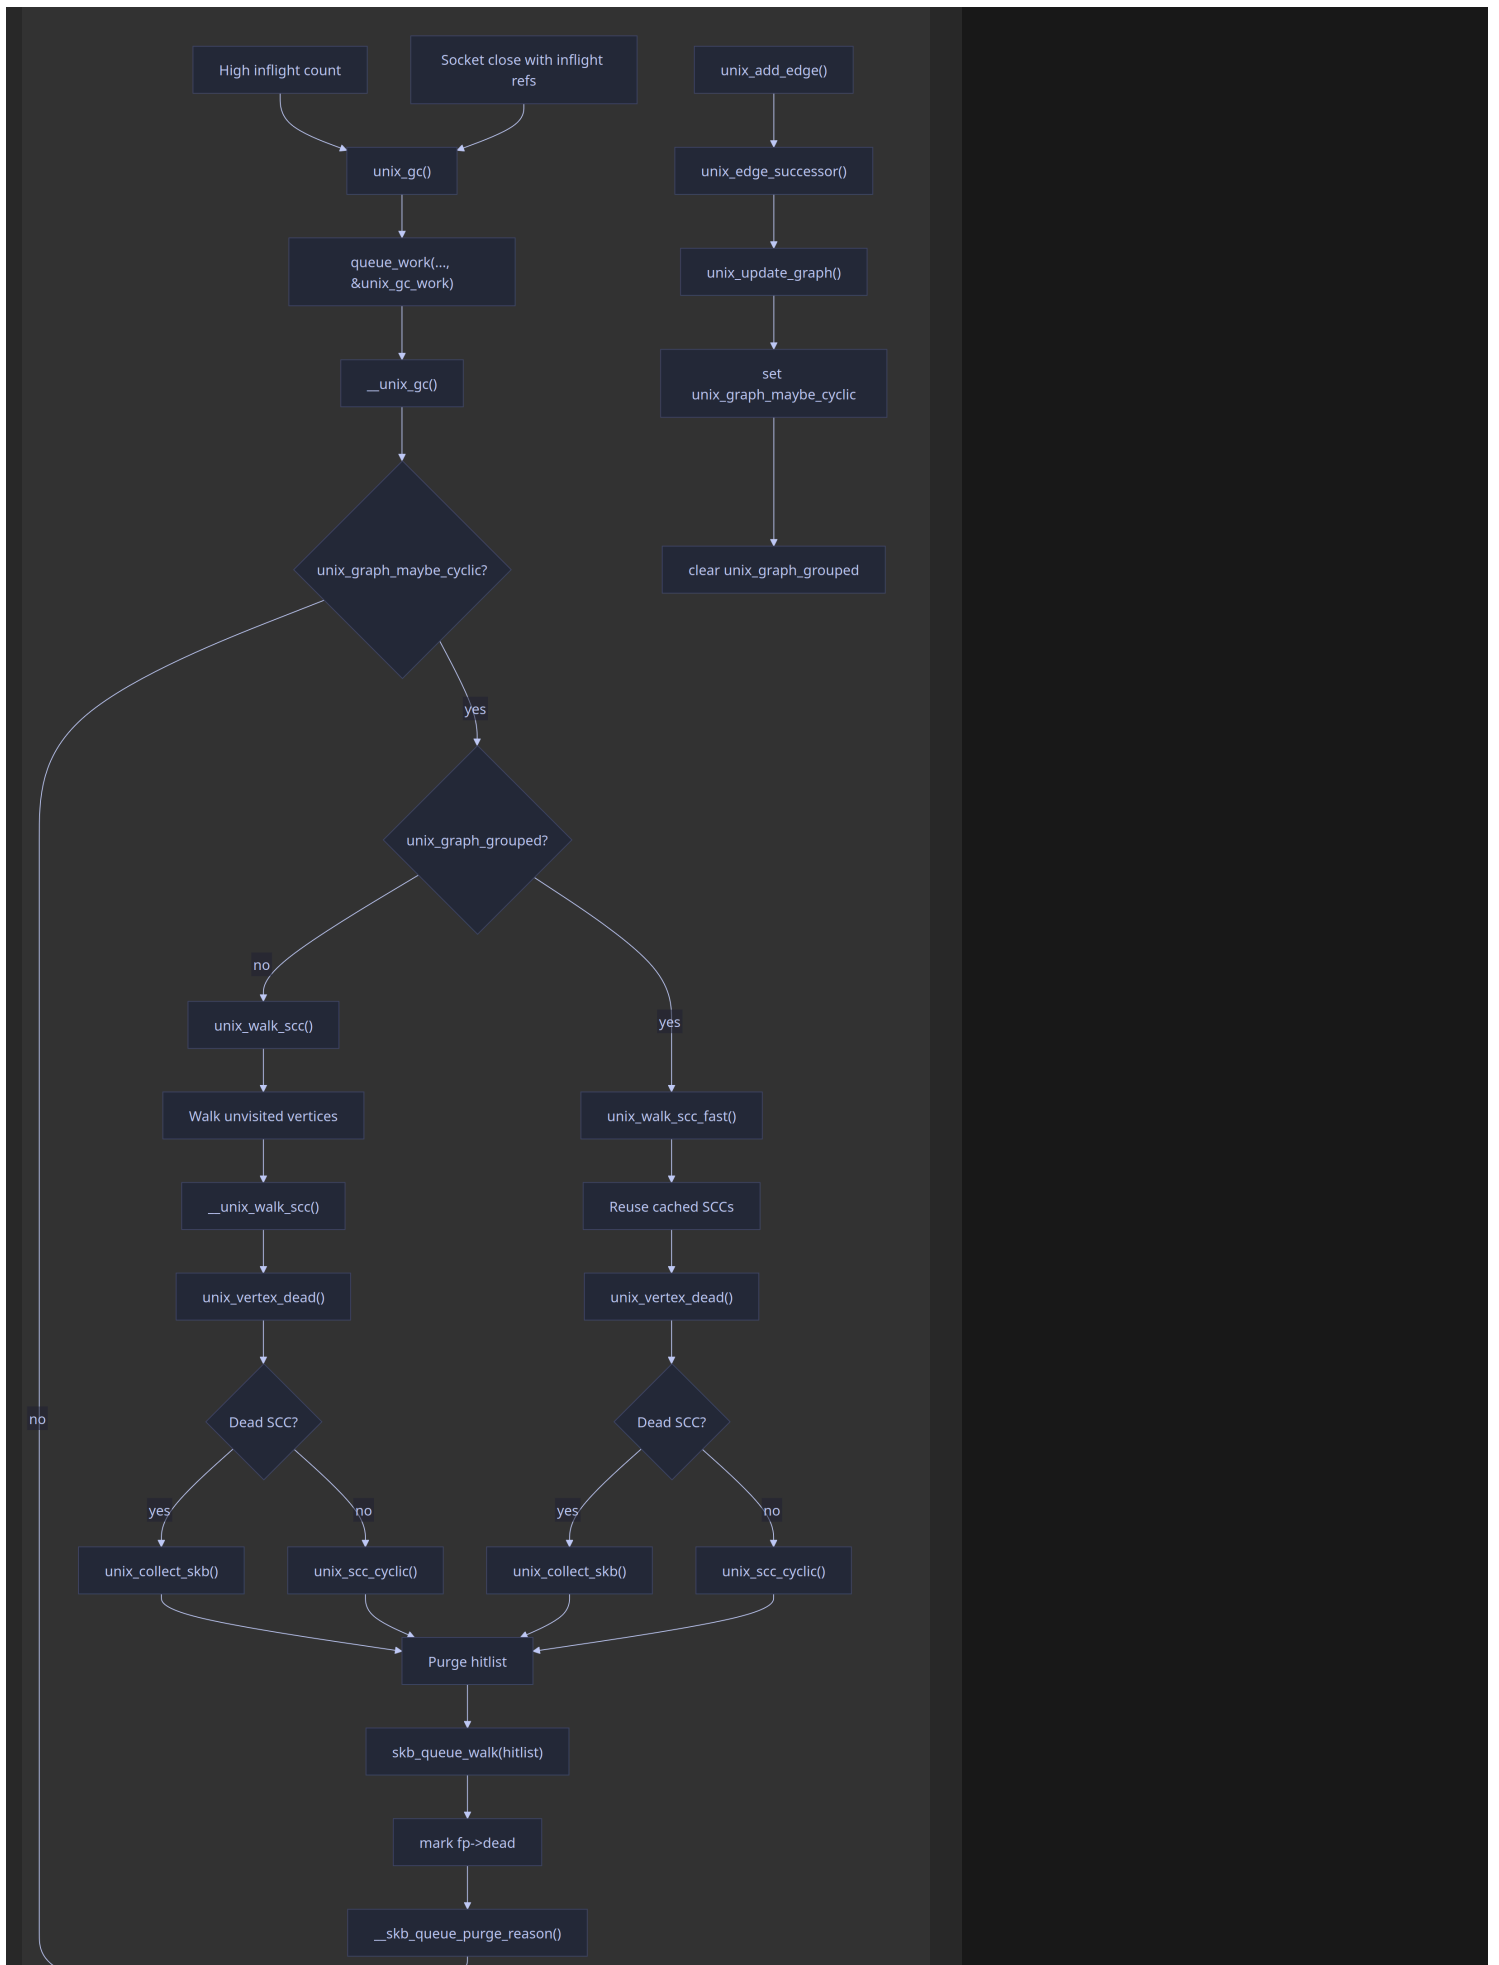 High inflight count
Socket close with inflight
refs
unix_add_edge()
unix_gc()
unix_edge_successor()
queue_work(...,
&unix_gc_work)
unix_update_graph()
__unix_gc()
set
unix_graph_maybe_cyclic
unix_graph_maybe_cyclic?
clear unix_graph_grouped
yes
unix_graph_grouped?
no
yes
unix_walk_scc()
Walk unvisited vertices
unix_walk_scc_fast()
__unix_walk_scc()
Reuse cached SCCs
unix_vertex_dead()
unix_vertex_dead()
no
Dead SCC?
Dead SCC?
yes
no
yes
no
unix_collect_skb()
unix_scc_cyclic()
unix_collect_skb()
unix_scc_cyclic()
Purge hitlist
skb_queue_walk(hitlist)
mark fp->dead
__skb_queue_purge_reason()